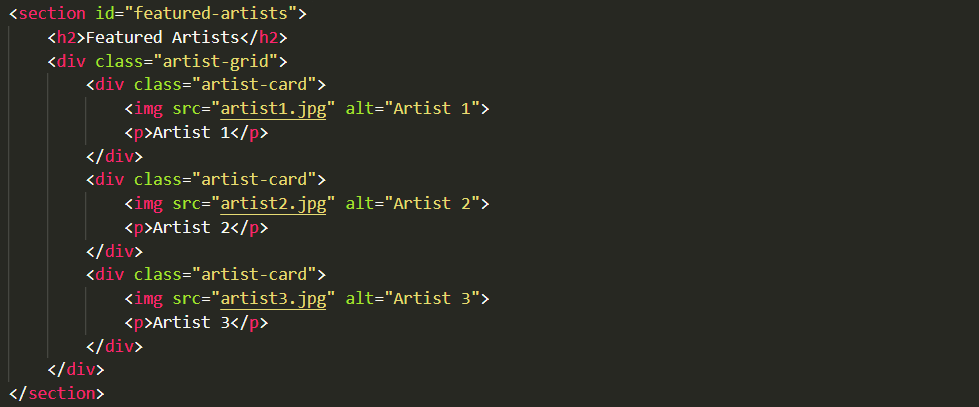 <section id="featured-artists">
    <h2>Featured Artists</h2>
    <div class="artist-grid">
        <div class="artist-card">
            <img src="artist1.jpg" alt="Artist 1">
            <p>Artist 1</p>
        </div>
        <div class="artist-card">
            <img src="artist2.jpg" alt="Artist 2">
            <p>Artist 2</p>
        </div>
        <div class="artist-card">
            <img src="artist3.jpg" alt="Artist 3">
            <p>Artist 3</p>
        </div>
    </div>
</section>